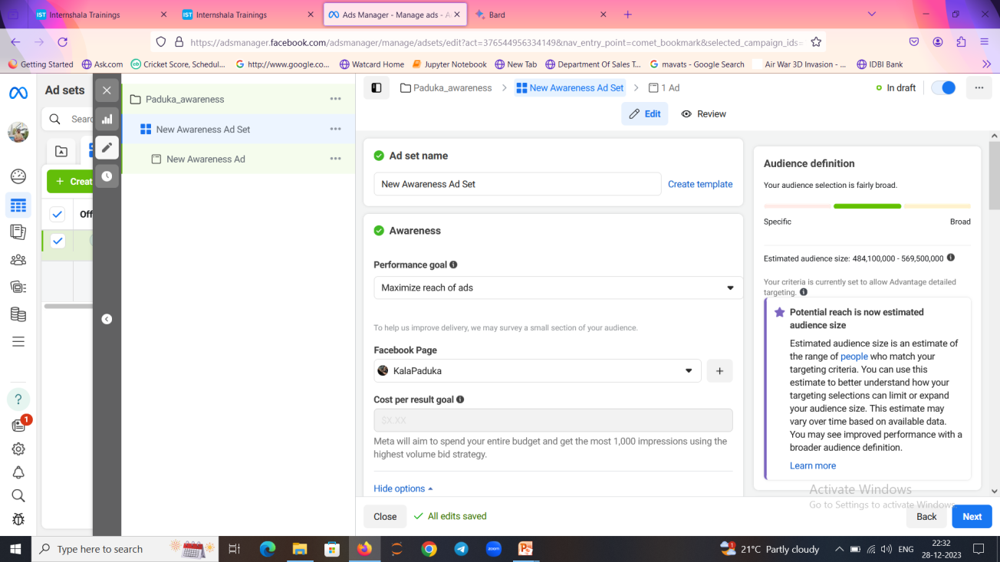 Internshala Trainings
Internshala Trainings
Ads Manager - Manage ads - A
Bard
https://adsmanager.facebook.com/adsmanager/manage/adsets/edit?act=376544956334149&nav_entry_point=comet_bookmark&selected_campaign_ids=
Getting Started
Ask.com
Cricket Score, Schedul...
http://www.google.co...
Watcard Home
Jupyter Notebook
New Tab
Department Of Sales T...
mavats - Google Search
Air War 3D Invasion - ...
IDBI Bank
Ad sets
Searc
+ Creat
Off
Paduka_awareness
New Awareness Ad Set
New Awareness Ad
Paduka_awareness > New Awareness Ad Set > 1 Ad
In draft
Edit
Review
Ad set name
New Awareness Ad Set
Create template
Awareness
Performance goal
Maximize reach of ads
To help us improve delivery, we may survey a small section of your audience.
Facebook Page
KalaPaduka
Cost per result goal
$X.XX
Meta will aim to spend your entire budget and get the most 1,000 impressions using the
highest volume bid strategy.
Hide options
Close
All edits saved
Back
Next
Audience definition
Your audience selection is fairly broad.
Specific
Broad
Estimated audience size: 484,100,000 - 569,500,000
Your criteria is currently set to allow Advantage detailed
targeting.
Potential reach is now estimated
audience size
Estimated audience size is an estimate of
the range of people who match your
targeting criteria. You can use this
estimate to better understand how your
targeting selections can limit or expand
your audience size. This estimate may
vary over time based on available data.
You may see improved performance with a
broader audience definition.
Learn more
Activate Windows
Go to Settings to activate Windows.
1
Type here to search
zoom
1
21°C Partly cloudy
ENG
22:32
28-12-2023